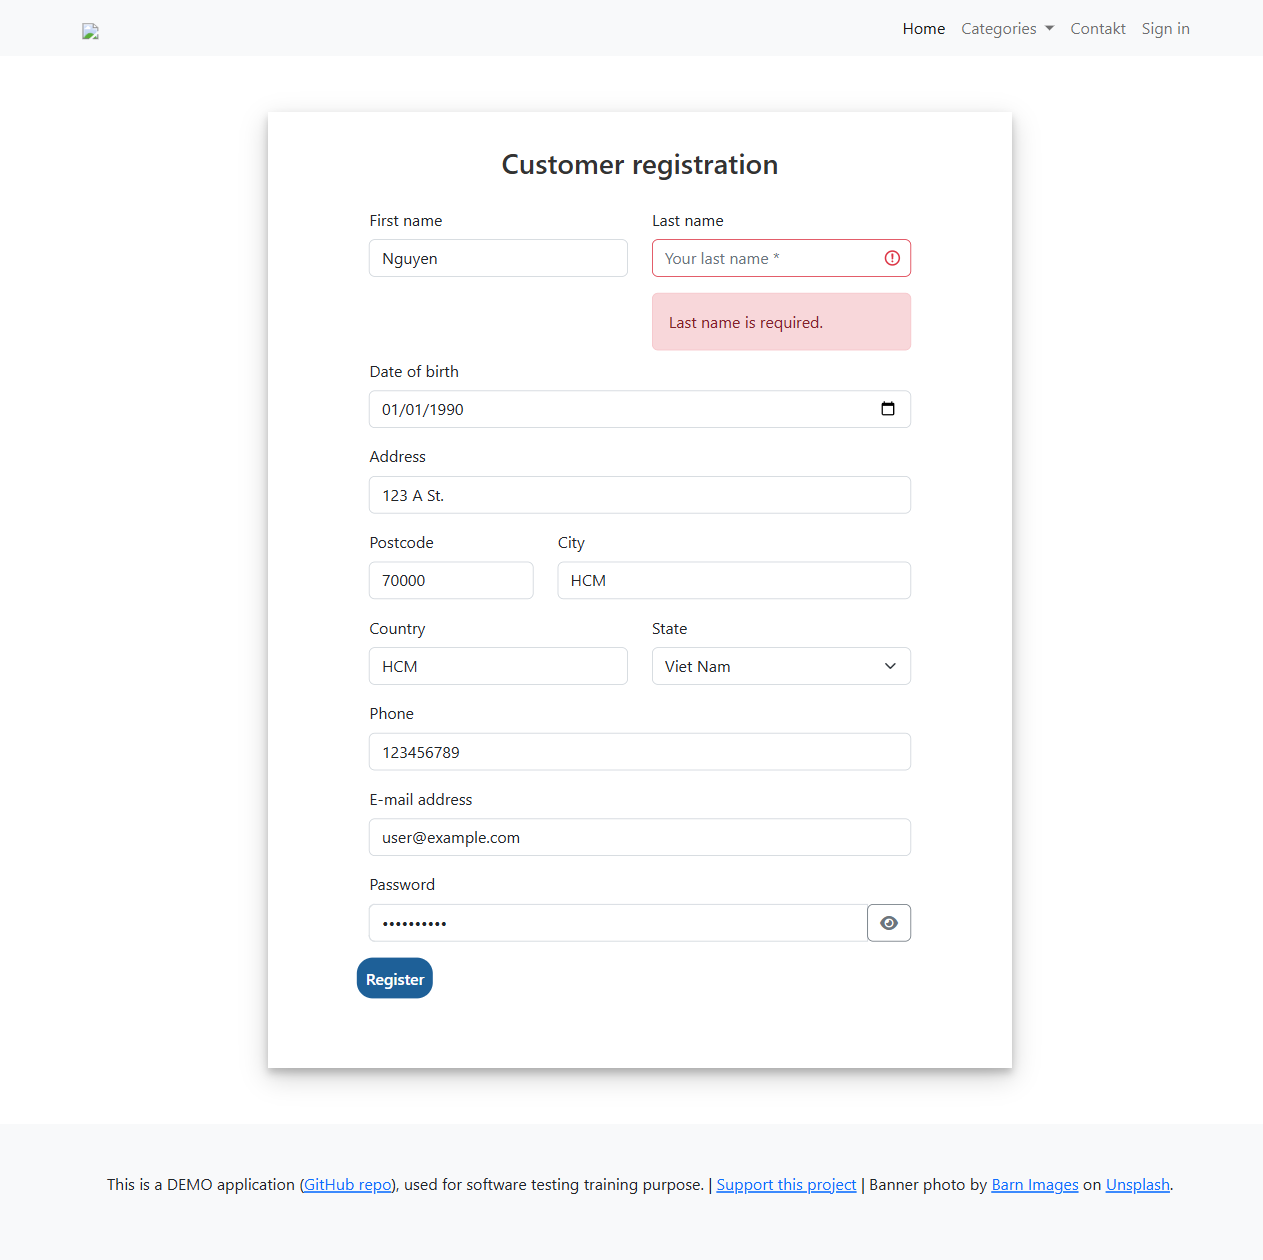 Home Categories Contakt Sign in
Customer registration
First name Last name
Nguyen Your last name *
Last name is required.
Date of birth
01/01/1990
Address
123 A St.
Postcode City
70000 HCM
Country State
HCM Viet Nam
Phone
123456789
E-mail address
user@example.com
Password
••••••••••
Register
This is a DEMO application (GitHub repo), used for software testing training purpose. | Support this project | Banner photo by Barn Images on Unsplash.